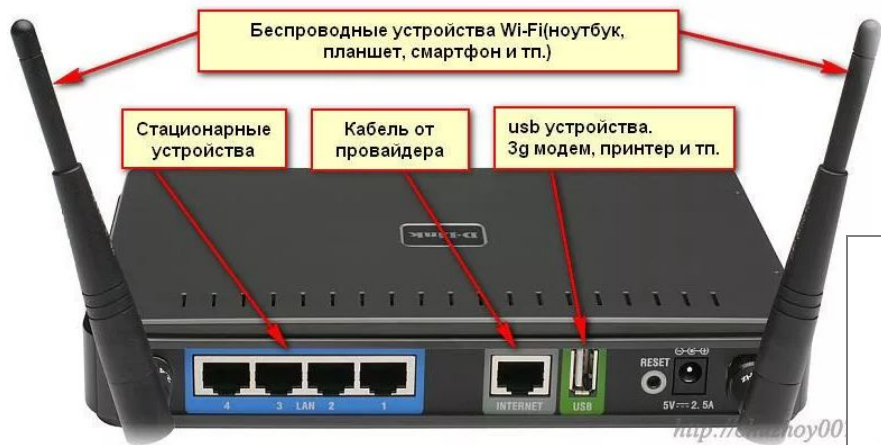 Беспроводные устройства Wi-Fi(ноутбук,
планшет, смартфон и тп.)
Стационарные
устройства
Кабель от
провайдера
usb устройства.
3g модем, принтер и тп.
D-Link
4 3 LAN 2 1
INTERNET
USB
RESET
5V 2.5A